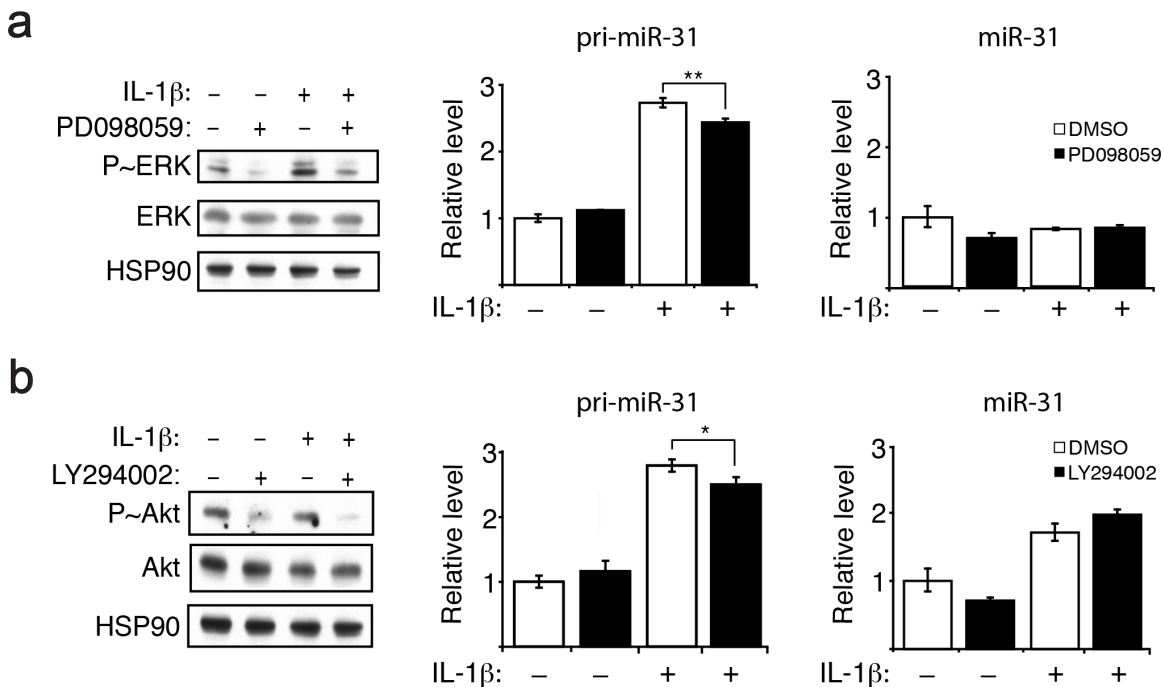 a
IL-1β: – – + +
PD098059: – + – +
P~ERK
ERK
HSP90
pri-miR-31
**
Relative level
3
2
1
IL-1β: – – + +
miR-31
Relative level
3
2
1
DMSO
PD098059
IL-1β: – – + +
b
IL-1β: – – + +
LY294002: – + – +
P~Akt
Akt
HSP90
pri-miR-31
*
Relative level
3
2
1
IL-1β: – – + +
miR-31
Relative level
3
2
1
DMSO
LY294002
IL-1β: – – + +